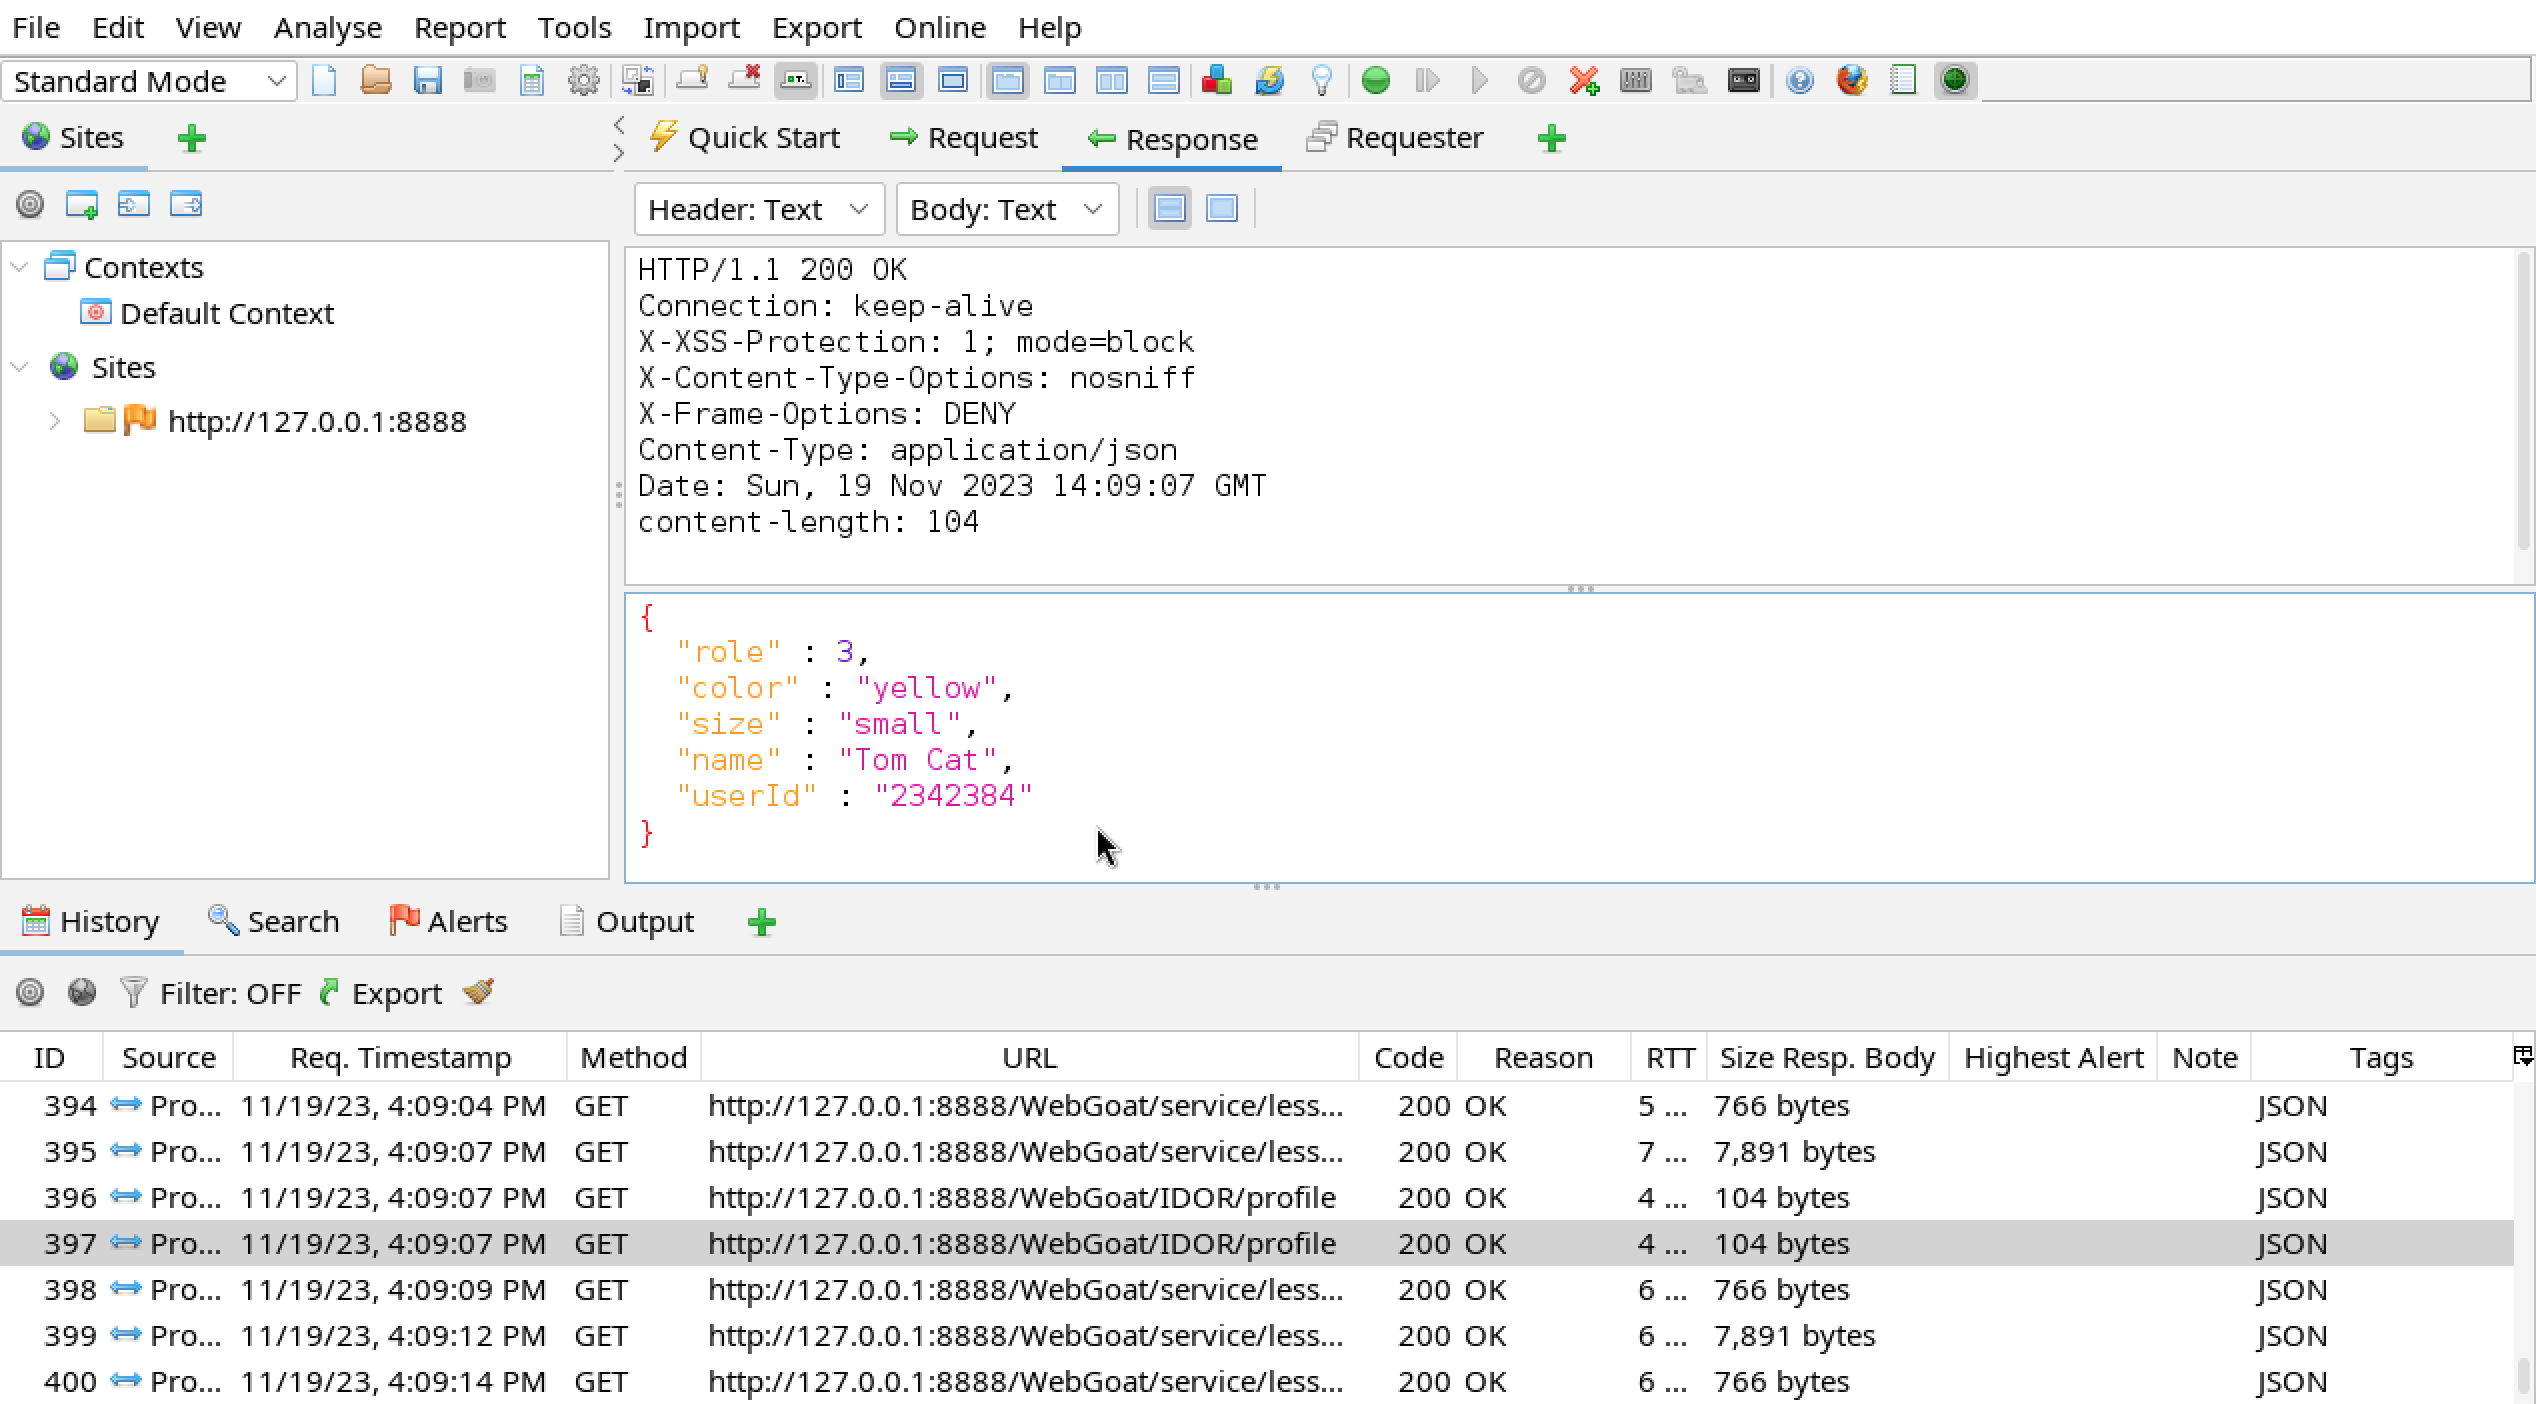 File Edit View Analyse Report Tools Import Export Online Help
Standard Mode
Sites
Quick Start Request Response Requester
Header: Text Body: Text
Contexts
Default Context
Sites
http://127.0.0.1:8888
HTTP/1.1 200 OK
Connection: keep-alive
X-XSS-Protection: 1; mode=block
X-Content-Type-Options: nosniff
X-Frame-Options: DENY
Content-Type: application/json
Date: Sun, 19 Nov 2023 14:09:07 GMT
content-length: 104
{
"role" : 3,
"color" : "yellow",
"size" : "small",
"name" : "Tom Cat",
"userId" : "2342384"
}
History Search Alerts Output
Filter: OFF Export
ID Source Req. Timestamp Method URL Code Reason RTT Size Resp. Body Highest Alert Note Tags
394 Pro... 11/19/23, 4:09:04 PM GET http://127.0.0.1:8888/WebGoat/service/less... 200 OK 5 ... 766 bytes JSON
395 Pro... 11/19/23, 4:09:07 PM GET http://127.0.0.1:8888/WebGoat/service/less... 200 OK 7 ... 7,891 bytes JSON
396 Pro... 11/19/23, 4:09:07 PM GET http://127.0.0.1:8888/WebGoat/IDOR/profile 200 OK 4 ... 104 bytes JSON
397 Pro... 11/19/23, 4:09:07 PM GET http://127.0.0.1:8888/WebGoat/IDOR/profile 200 OK 4 ... 104 bytes JSON
398 Pro... 11/19/23, 4:09:09 PM GET http://127.0.0.1:8888/WebGoat/service/less... 200 OK 6 ... 766 bytes JSON
399 Pro... 11/19/23, 4:09:12 PM GET http://127.0.0.1:8888/WebGoat/service/less... 200 OK 6 ... 7,891 bytes JSON
400 Pro... 11/19/23, 4:09:14 PM GET http://127.0.0.1:8888/WebGoat/service/less... 200 OK 6 ... 766 bytes JSON